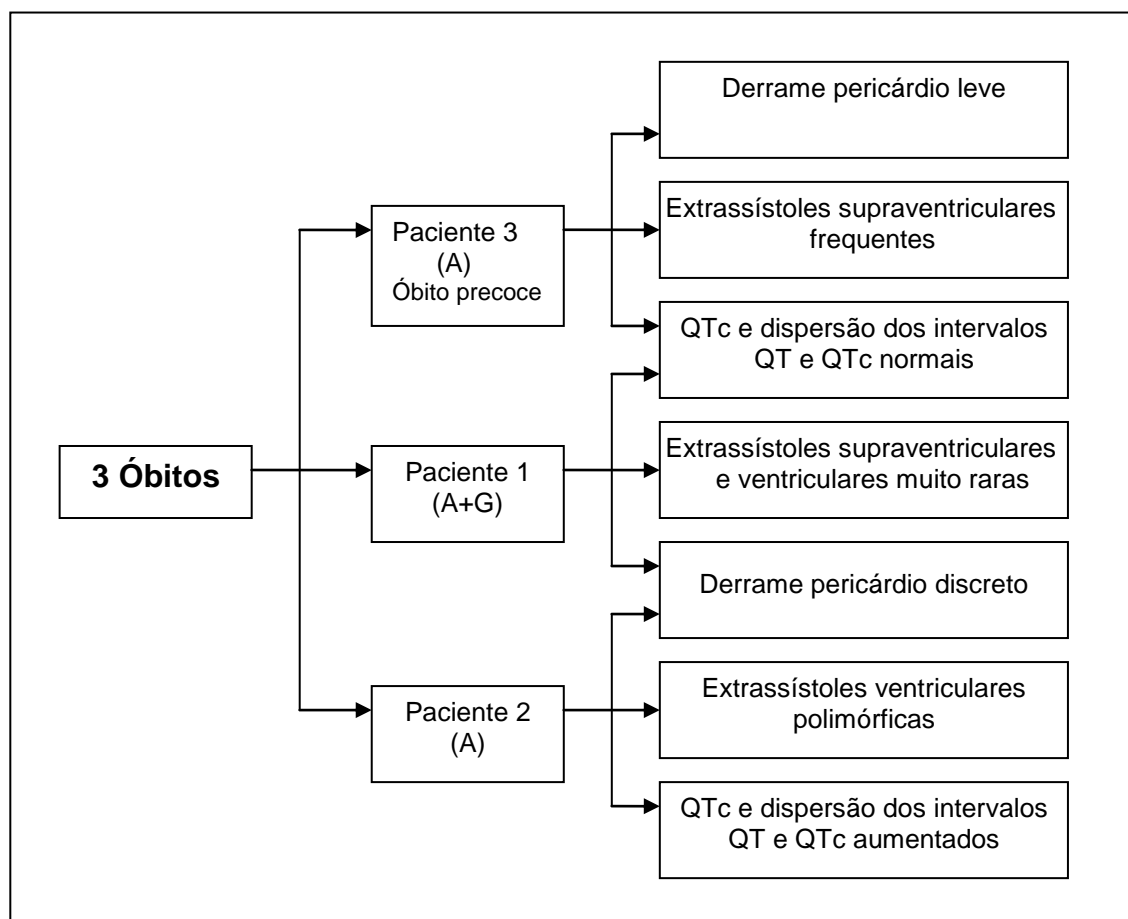 3 Óbitos
Paciente 3
(A)
Óbito precoce
Paciente 1
(A+G)
Paciente 2
(A)
Derrame pericárdio leve
Extrassístoles supraventriculares
frequentes
QTc e dispersão dos intervalos
QT e QTc normais
Extrassístoles supraventriculares
e ventriculares muito raras
Derrame pericárdio discreto
Extrassístoles ventriculares
polimórficas
QTc e dispersão dos intervalos
QT e QTc aumentados